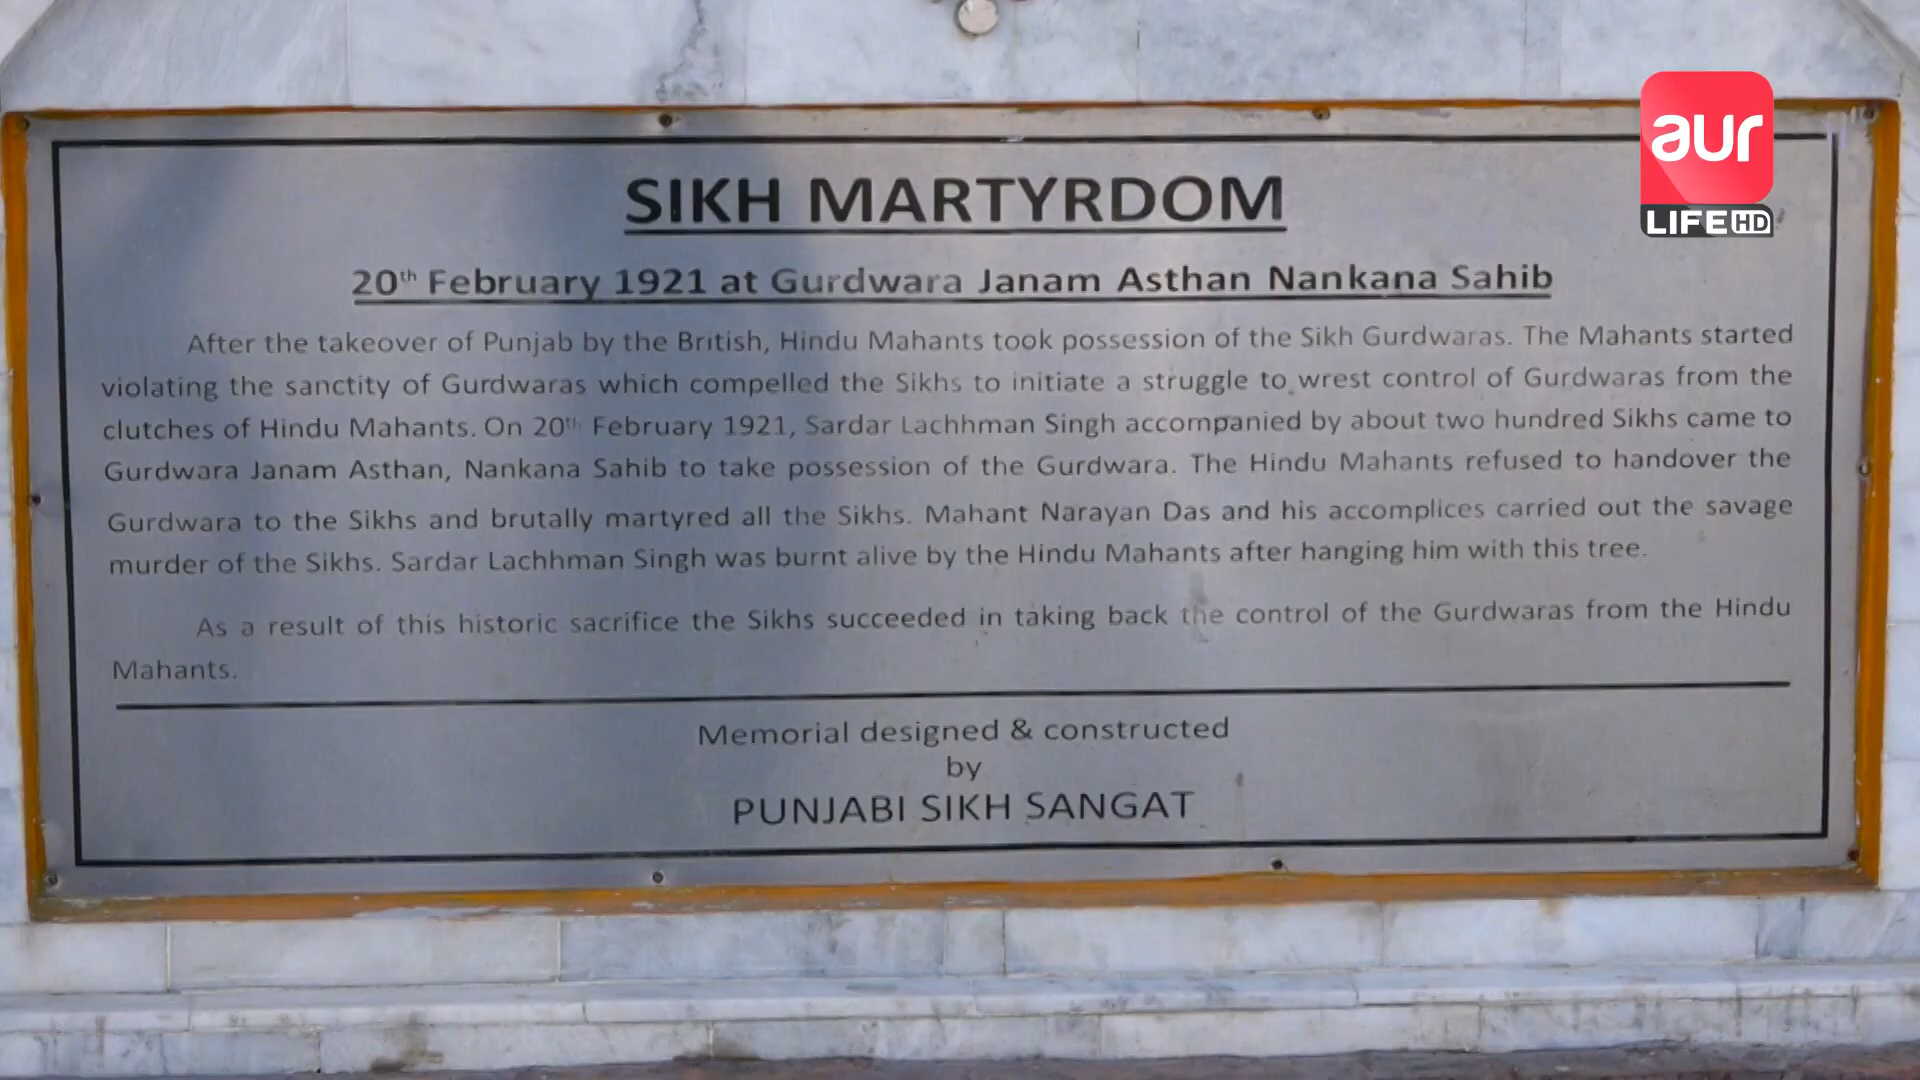 aur
LIFE HD
SIKH MARTYRDOM
20th February 1921 at Gurdwara Janam Asthan Nankana Sahib
After the takeover of Punjab by the British, Hindu Mahants took possession of the Sikh Gurdwaras. The Mahants started
violating the sanctity of Gurdwaras which compelled the Sikhs to initiate a struggle to wrest control of Gurdwaras from the
clutches of Hindu Mahants. On 20th February 1921, Sardar Lachhman Singh accompanied by about two hundred Sikhs came to
Gurdwara Janam Asthan, Nankana Sahib to take possession of the Gurdwara. The Hindu Mahants refused to handover the
Gurdwara to the Sikhs and brutally martyred all the Sikhs. Mahant Narayan Das and his accomplices carried out the savage
murder of the Sikhs. Sardar Lachhman Singh was burnt alive by the Hindu Mahants after hanging him with this tree.
As a result of this historic sacrifice the Sikhs succeeded in taking back the control of the Gurdwaras from the Hindu
Mahants.
Memorial designed & constructed
by
PUNJABI SIKH SANGAT